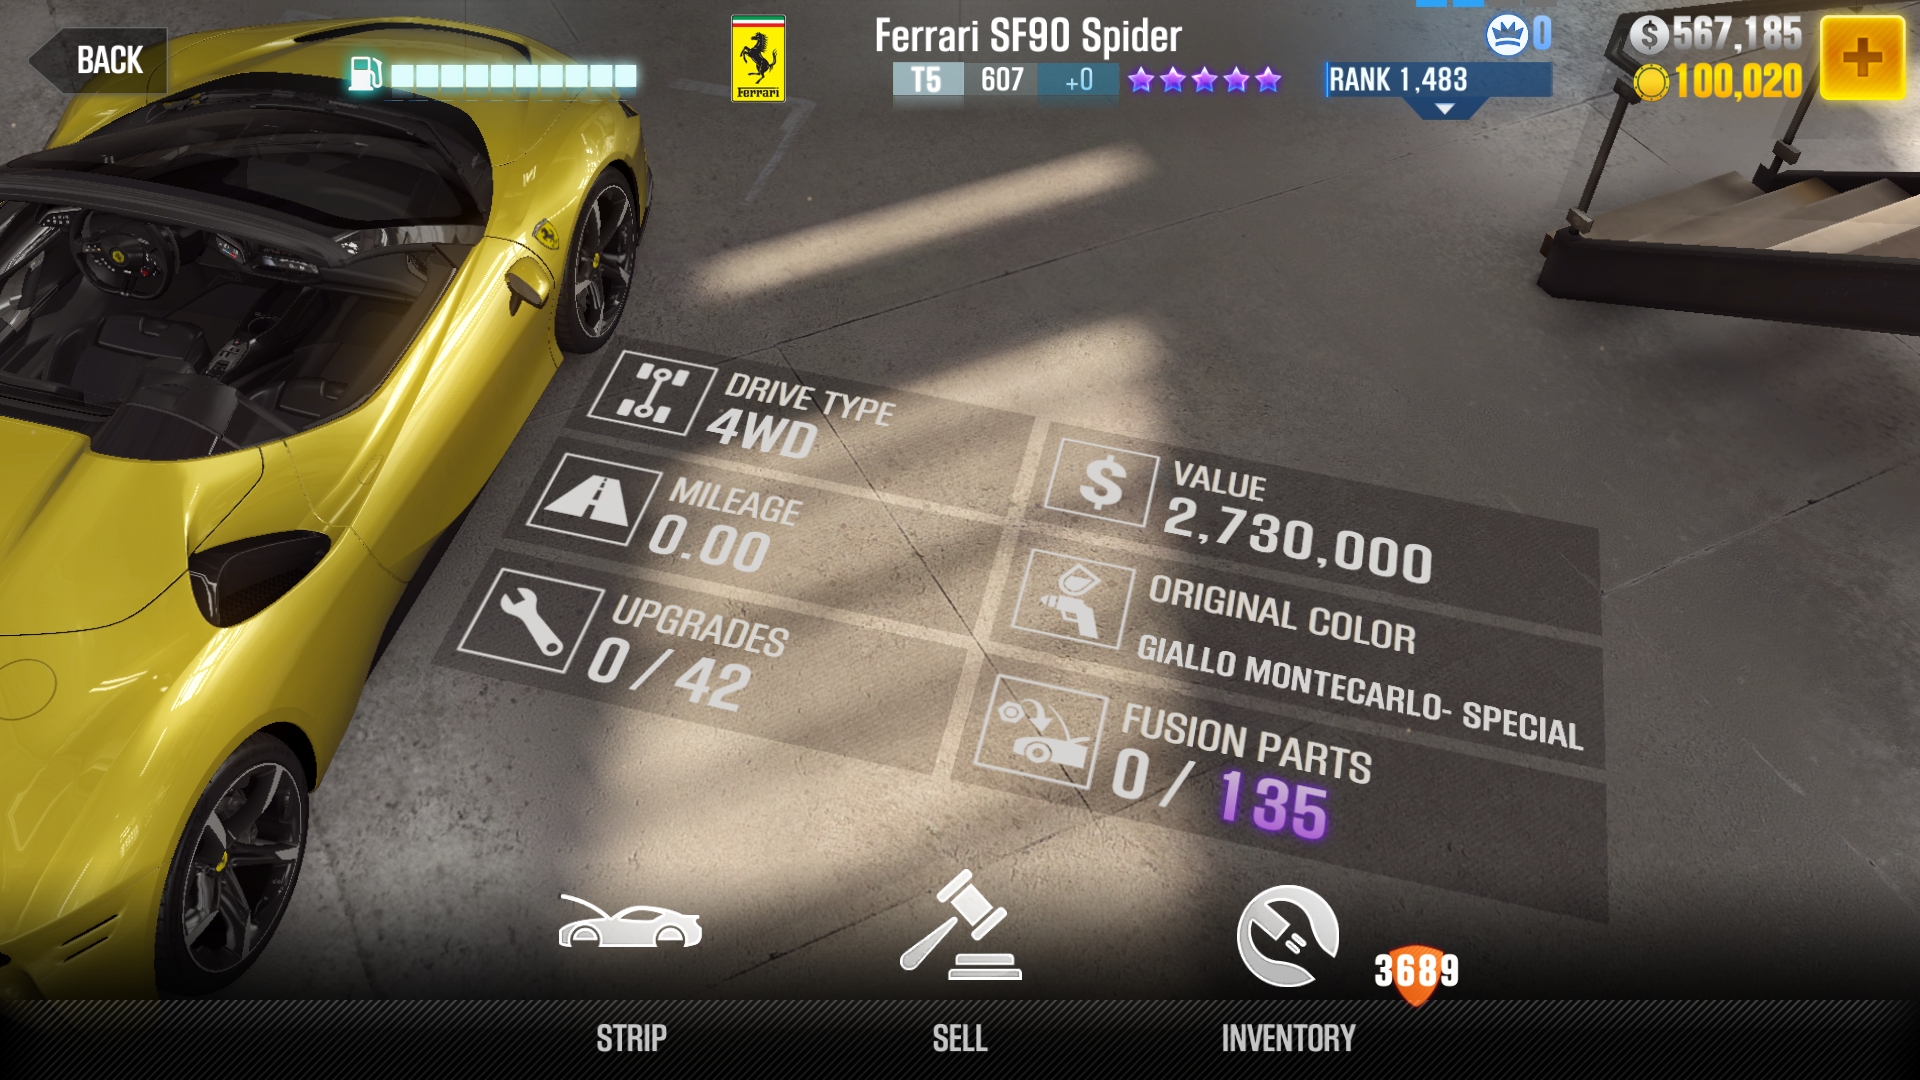 BACK
Ferrari
Ferrari SF90 Spider
T5 607 +0
0
RANK 1,483
567,185
100,020
DRIVE TYPE
4WD
MILEAGE
0.00
UPGRADES
0 / 42
VALUE
2,730,000
ORIGINAL COLOR
GIALLO MONTECARLO- SPECIAL
FUSION PARTS
0 / 135
3689
STRIP
SELL
INVENTORY